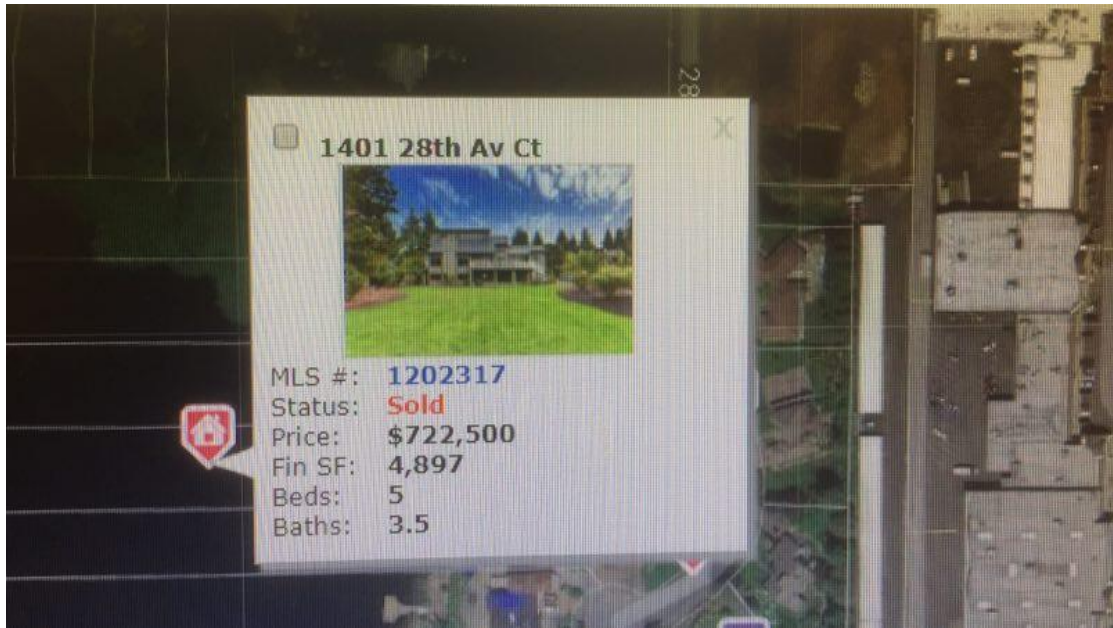 28
1401 28th Av Ct
X
MLS #: 1202317
Status: Sold
Price: $722,500
Fin SF: 4,897
Beds: 5
Baths: 3.5